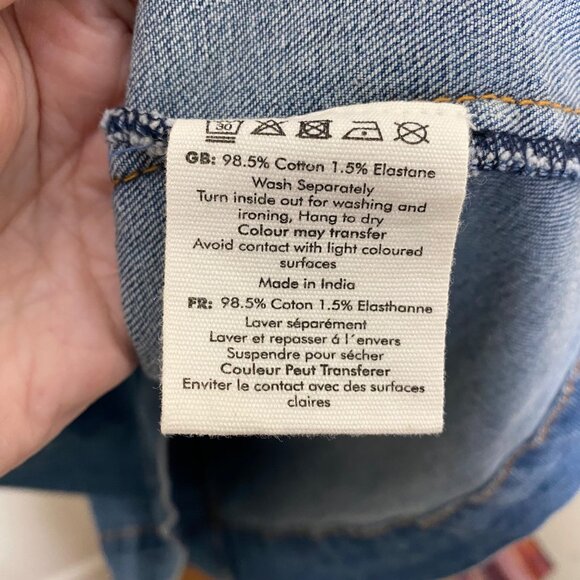 30
GB: 98.5% Cotton 1.5% Elastane
Wash Separately
Turn inside out for washing and
ironing, Hang to dry
Colour may transfer
Avoid contact with light coloured
surfaces
Made in India
FR: 98.5% Coton 1.5% Elasthanne
Laver séparément
Laver et repasser á l´envers
Suspendre pour sécher
Couleur Peut Transferer
Enviter le contact avec des surfaces
claires